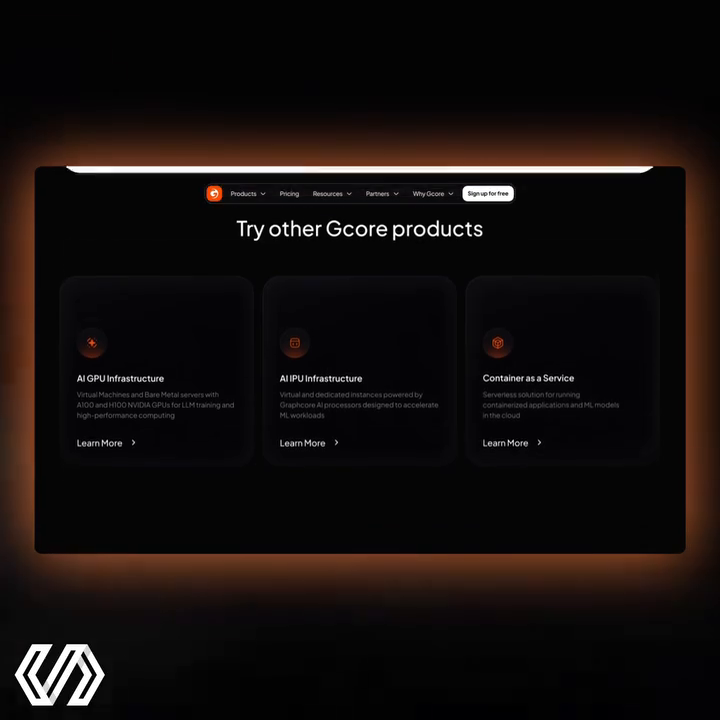 Products Pricing Resources Partners Why Gcore Sign up for free
Try other Gcore products
AI GPU Infrastructure
Virtual Machines and Bare Metal servers with
A100 and H100 NVIDIA GPUs for LLM training and
high-performance computing
Learn More
AI IPU Infrastructure
Virtual and dedicated instances powered by
Graphcore AI processors designed to accelerate
ML workloads
Learn More
Container as a Service
Serverless solution for running
containerized applications and ML models
in the cloud
Learn More